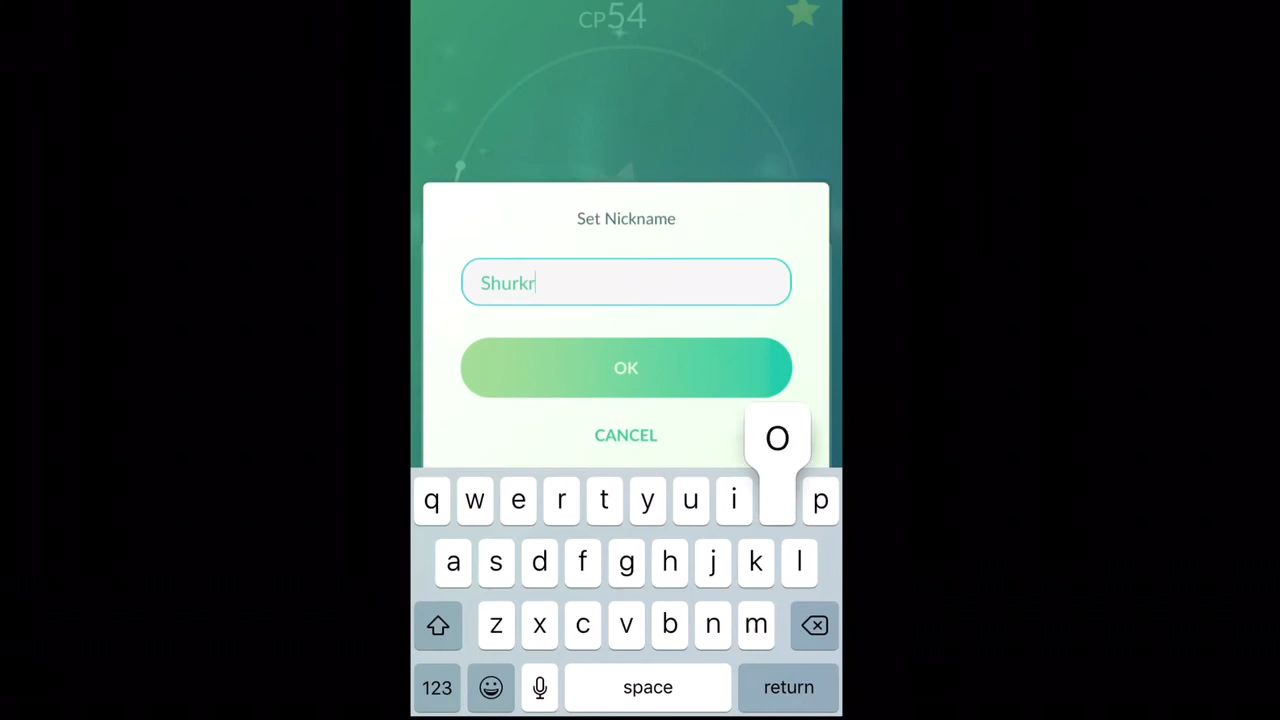 CP54
Set Nickname
Shurkr
OK
CANCEL
O
q w e r t y u i p
a s d f g h j k l
z x c v b n m
123 space return